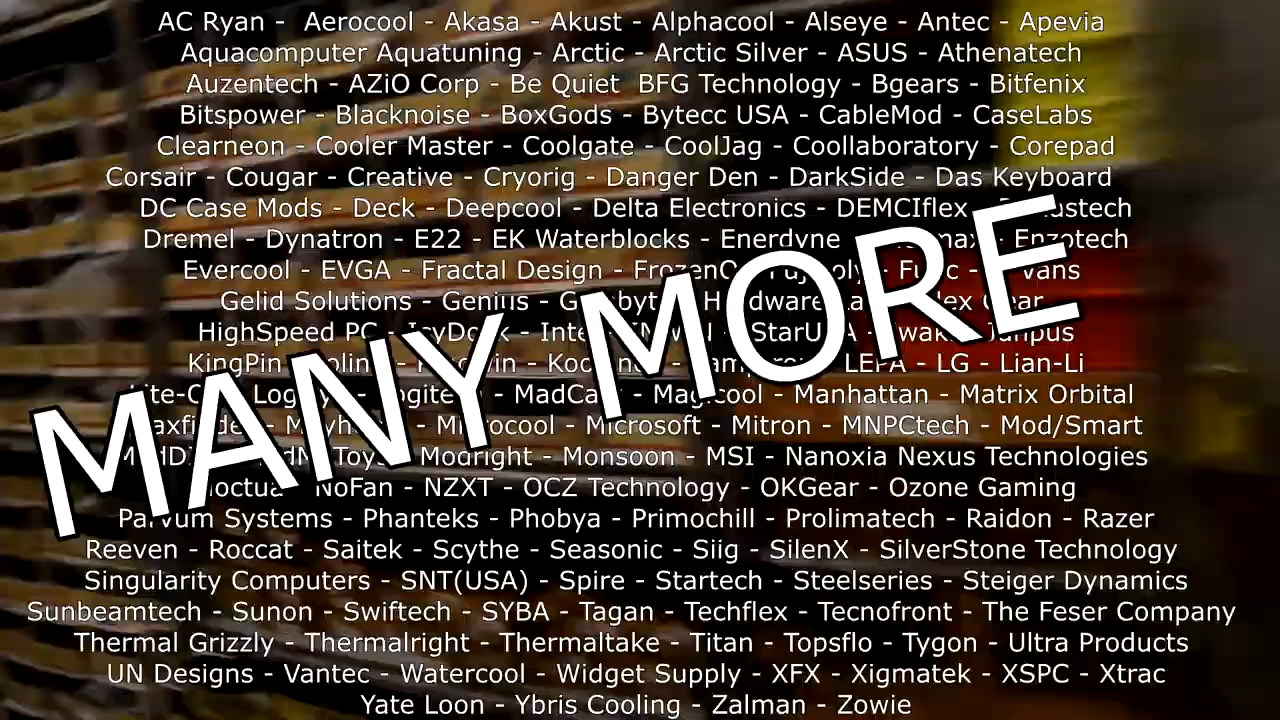 AC Ryan - Aerocool - Akasa - Akust - Alphacool - Alseye - Antec - Apevia
Aquacomputer Aquatuning - Arctic - Arctic Silver - ASUS - Athenatech
Auzentech - AZiO Corp - Be Quiet BFG Technology - Bgears - Bitfenix
Bitspower - Blacknoise - BoxGods - Bytecc USA - CableMod - CaseLabs
Clearneon - Cooler Master - Coolgate - CoolJag - Coollaboratory - Corepad
Corsair - Cougar - Creative - Cryorig - Danger Den - DarkSide - Das Keyboard
DC Case Mods - Deck - Deepcool - Delta Electronics - DEMCIflex -
Dremel - Dynatron - E22 - EK Waterblocks - Enerdyne - Enzotech
Evercool - EVGA - Fractal Design -
Gelid Solutions - Genius -
HighSpeed PC -
KingPin - LEPA - LG - Lian-Li
MANY MORE
- Manhattan - Matrix Orbital
- Microsoft - Mitron - MNPCtech - Mod/Smart
Modright - Monsoon - MSI - Nanoxia Nexus Technologies
NoFan - NZXT - OCZ Technology - OKGear - Ozone Gaming
Parvum Systems - Phanteks - Phobya - Primochill - Prolimatech - Raidon - Razer
Reeven - Roccat - Saitek - Scythe - Seasonic - Siig - SilenX - SilverStone Technology
Singularity Computers - SNT(USA) - Spire - Startech - Steelseries - Steiger Dynamics
Sunbeamtech - Sunon - Swiftech - SYBA - Tagan - Techflex - Tecnofront - The Feser Company
Thermal Grizzly - Thermalright - Thermaltake - Titan - Topsflo - Tygon - Ultra Products
UN Designs - Vantec - Watercool - Widget Supply - XFX - Xigmatek - XSPC - Xtrac
Yate Loon - Ybris Cooling - Zalman - Zowie